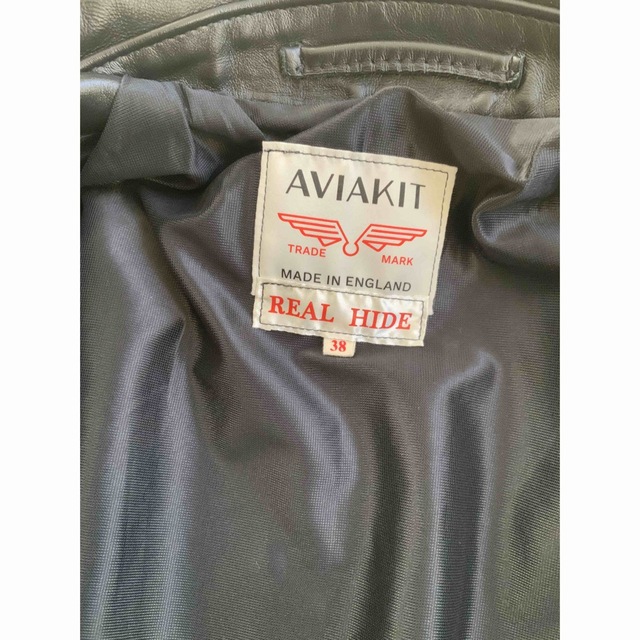 AVIAKIT
TRADE MARK
MADE IN ENGLAND
REAL HIDE
38